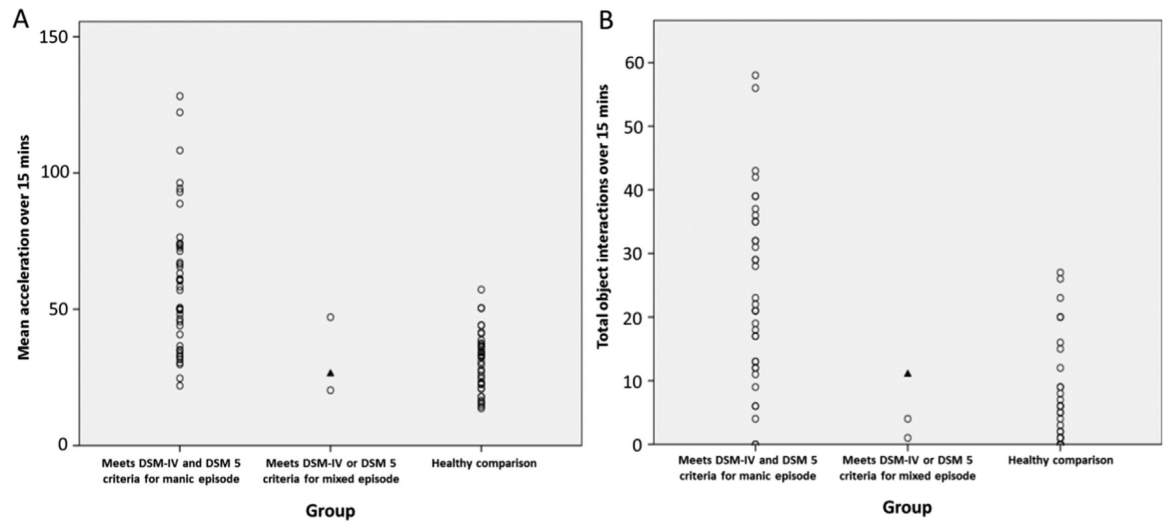 A
Mean acceleration over 15 mins
150
100
50
0
Meets DSM-IV and DSM 5
criteria for manic episode
Meets DSM-IV or DSM 5
criteria for mixed episode
Healthy comparison
Group
B
Total object interactions over 15 mins
60
50
40
30
20
10
0
Meets DSM-IV and DSM 5
criteria for manic episode
Meets DSM-IV or DSM 5
criteria for mixed episode
Healthy comparison
Group